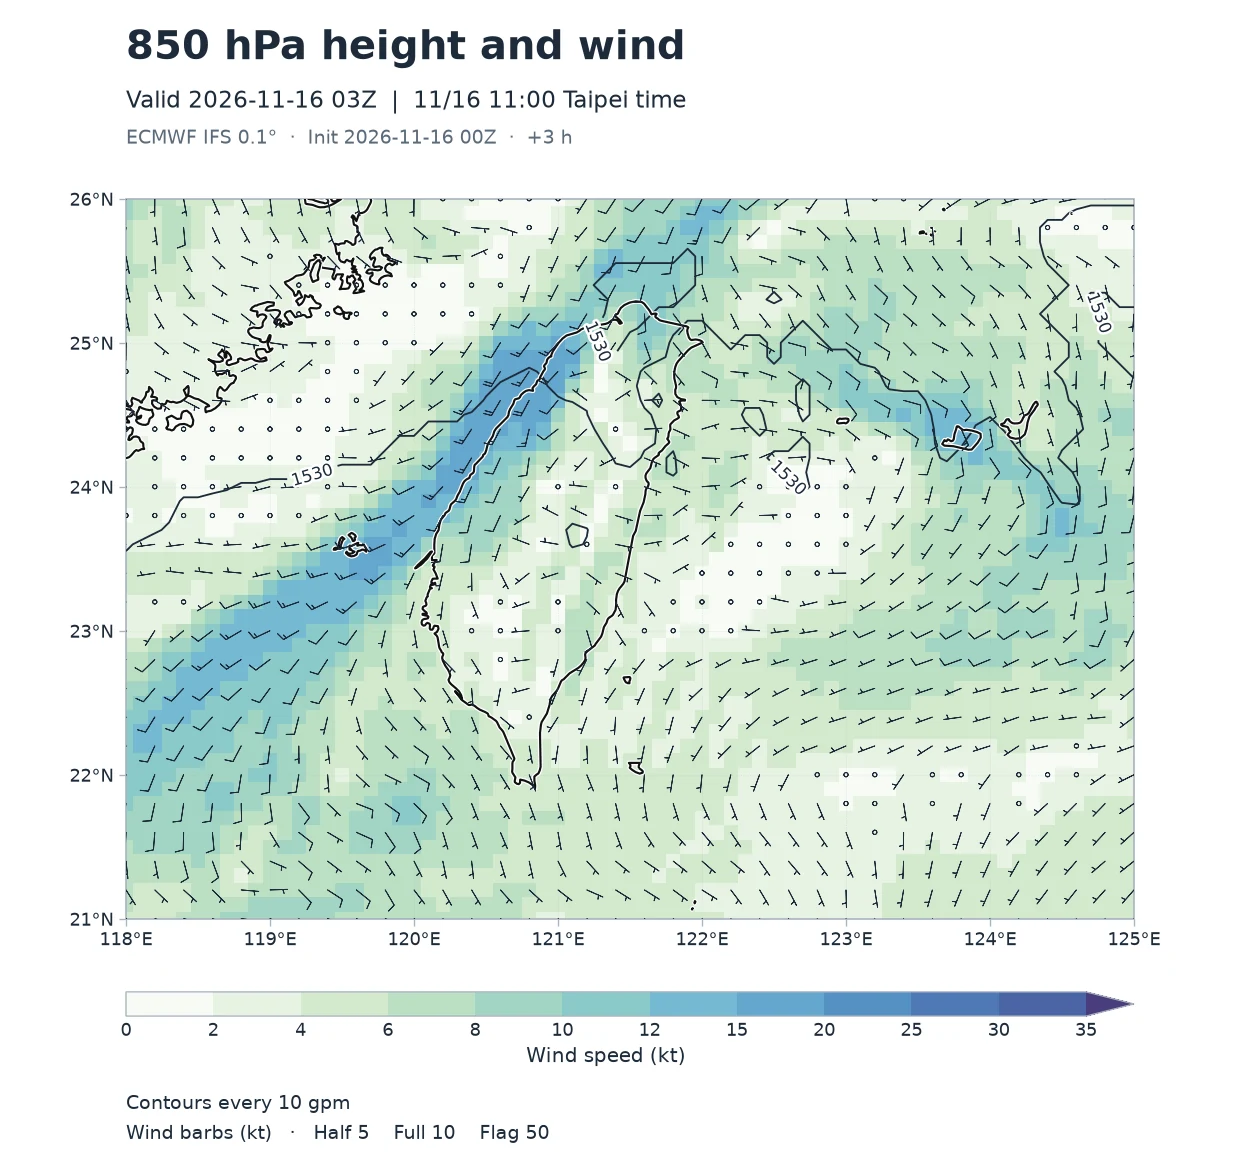 850 hPa height and wind
Valid 2026-11-16 03Z | 11/16 11:00 Taipei time
ECMWF IFS 0.1° · Init 2026-11-16 00Z · +3 h
26°N
25°N
24°N
23°N
22°N
21°N
1530
1530
1530
1530
118°E 119°E 120°E 121°E 122°E 123°E 124°E 125°E
0 2 4 6 8 10 12 15 20 25 30 35
Wind speed (kt)
Contours every 10 gpm
Wind barbs (kt) · Half 5 Full 10 Flag 50